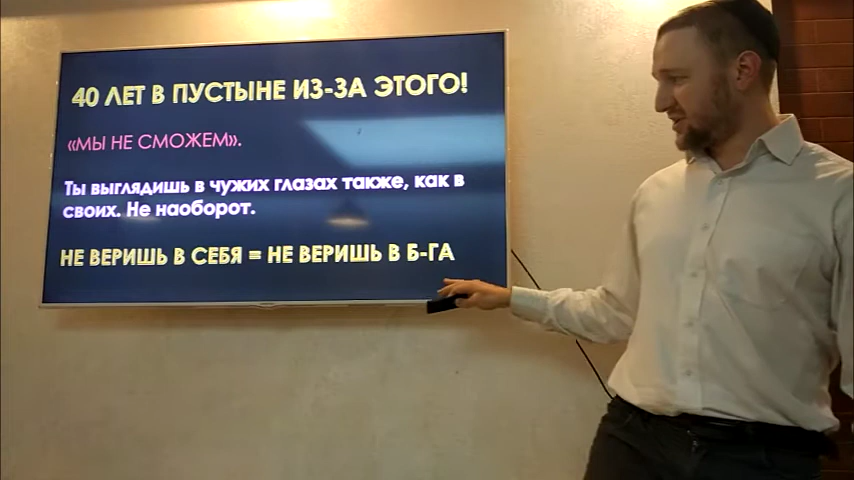 40 ЛЕТ В ПУСТЫНЕ ИЗ-ЗА ЭТОГО!
«МЫ НЕ СМОЖЕМ».
Ты выглядишь в чужих глазах также, как в
своих. Не наоборот.
НЕ ВЕРИШЬ В СЕБЯ = НЕ ВЕРИШЬ В Б-ГА